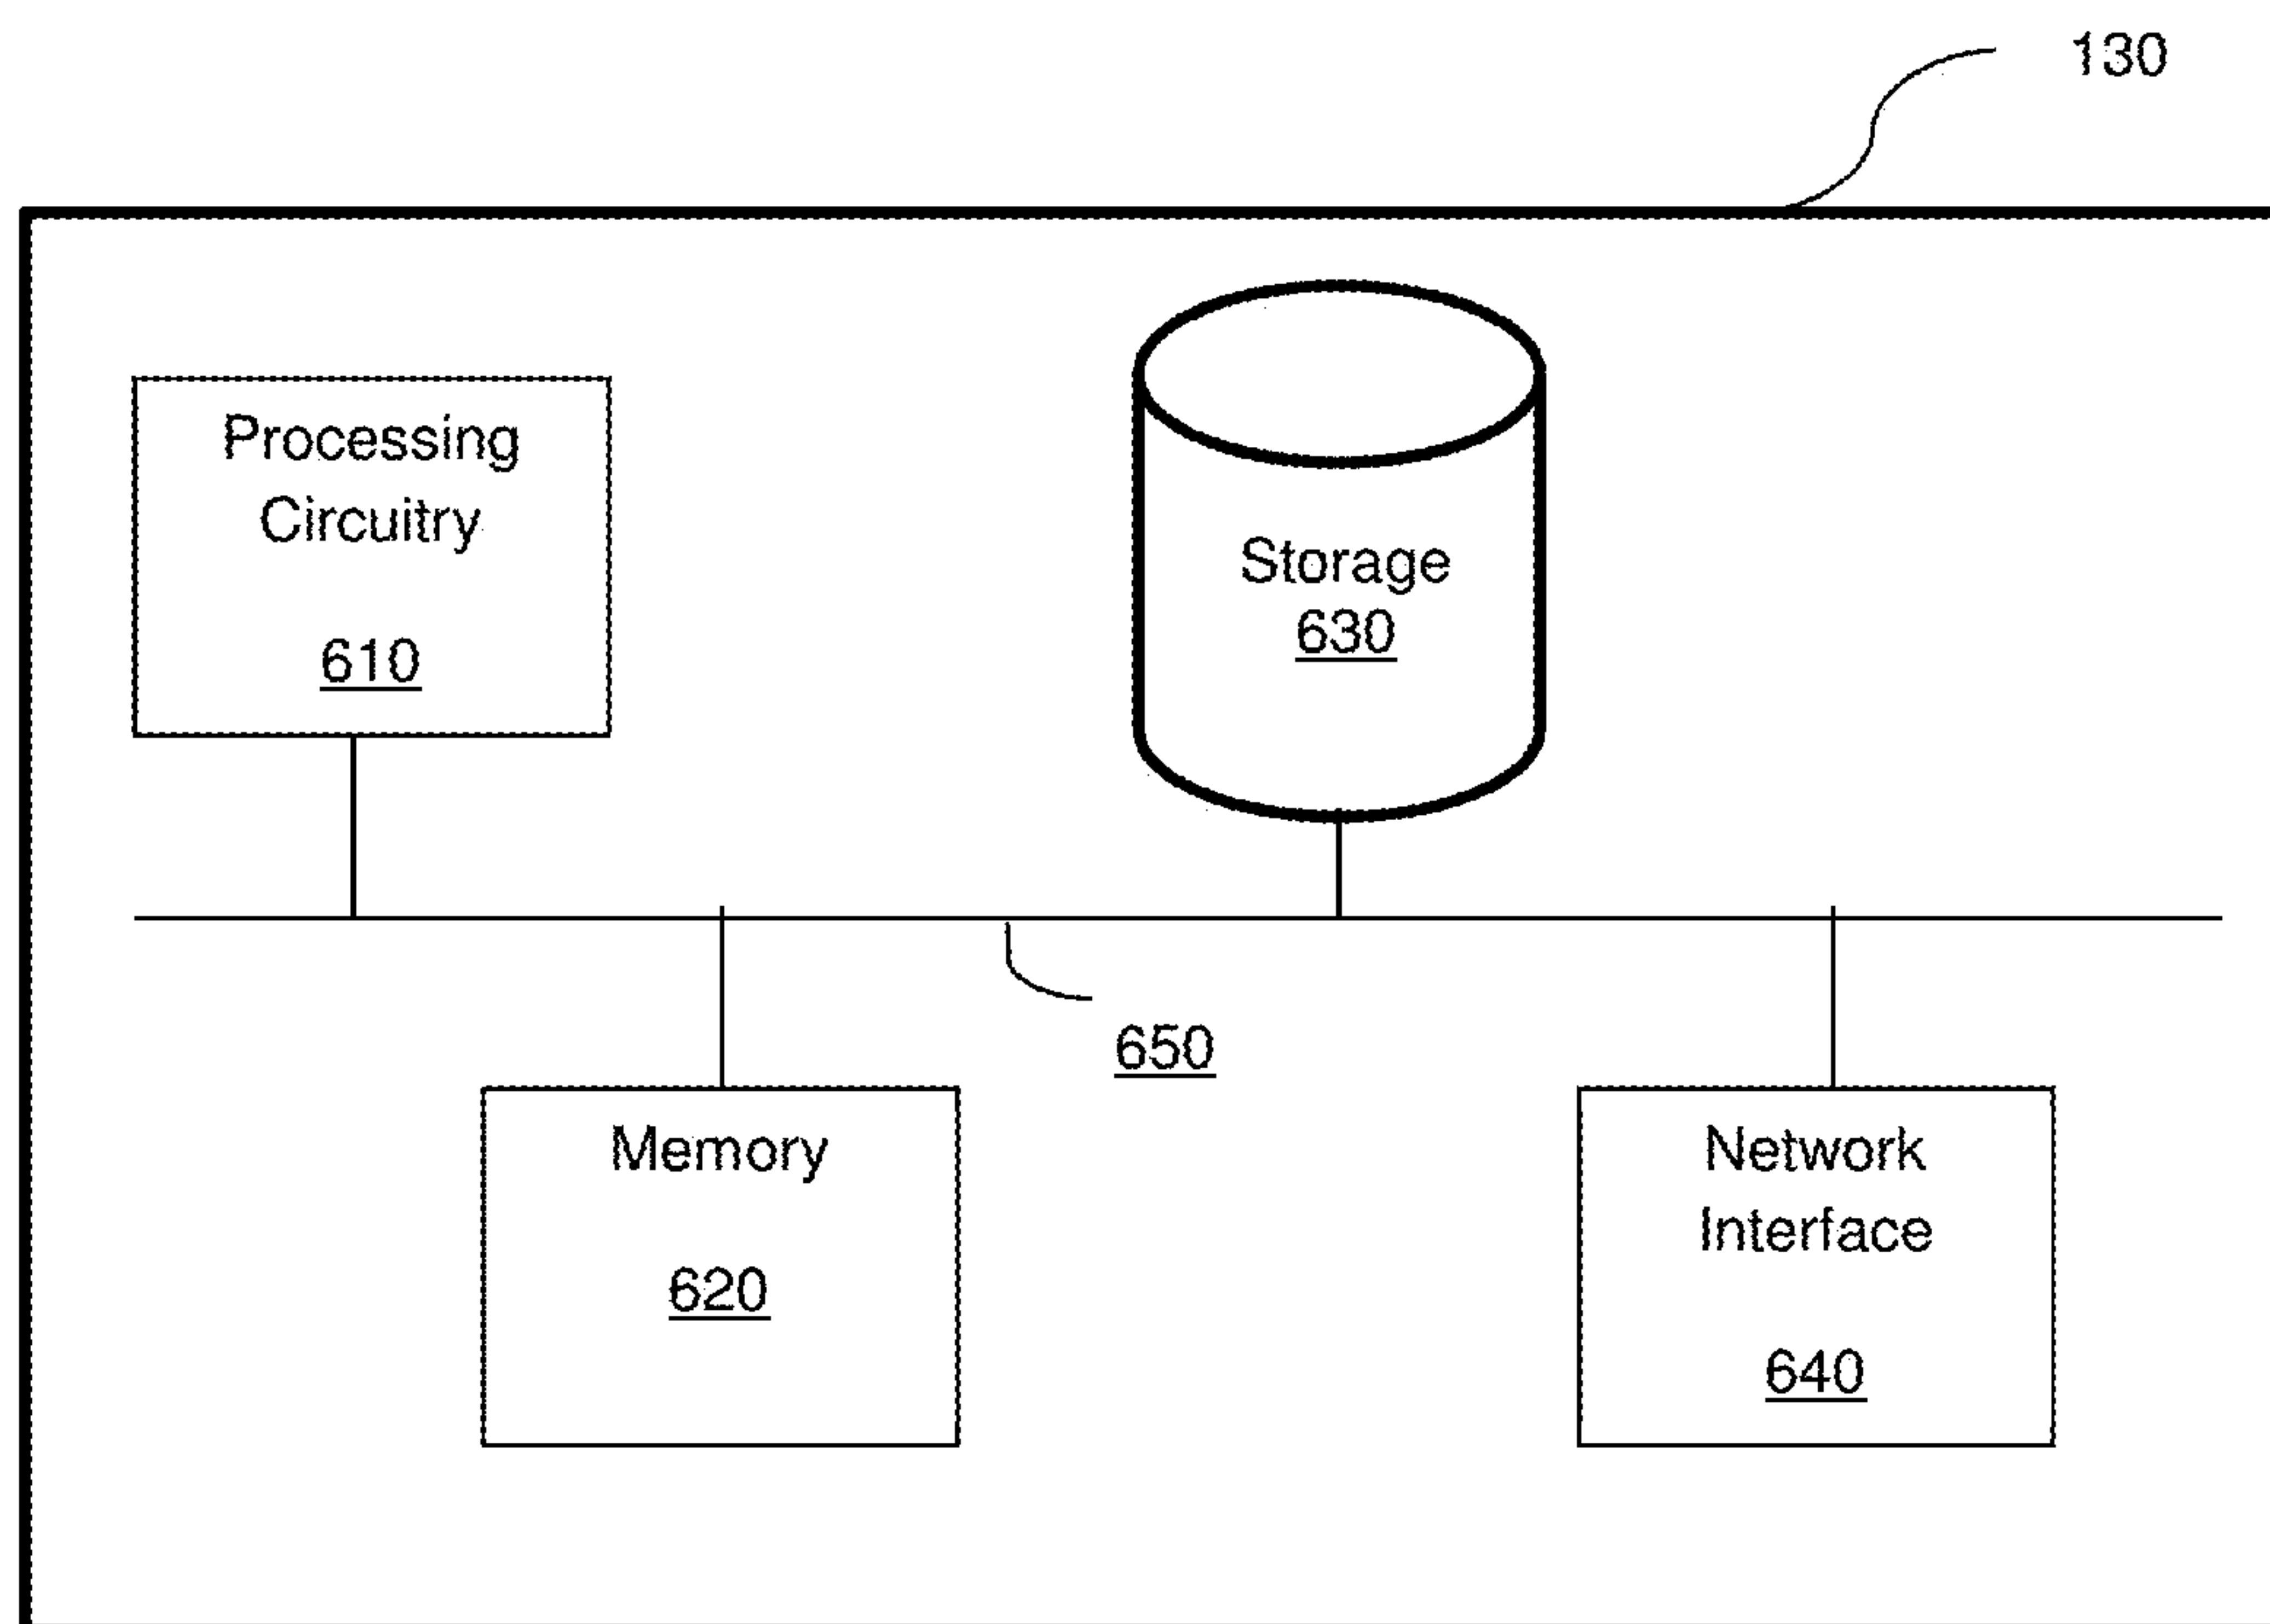 130
Processing
Circuitry
610
Storage
630
650
Memory
620
Network
Interface
640